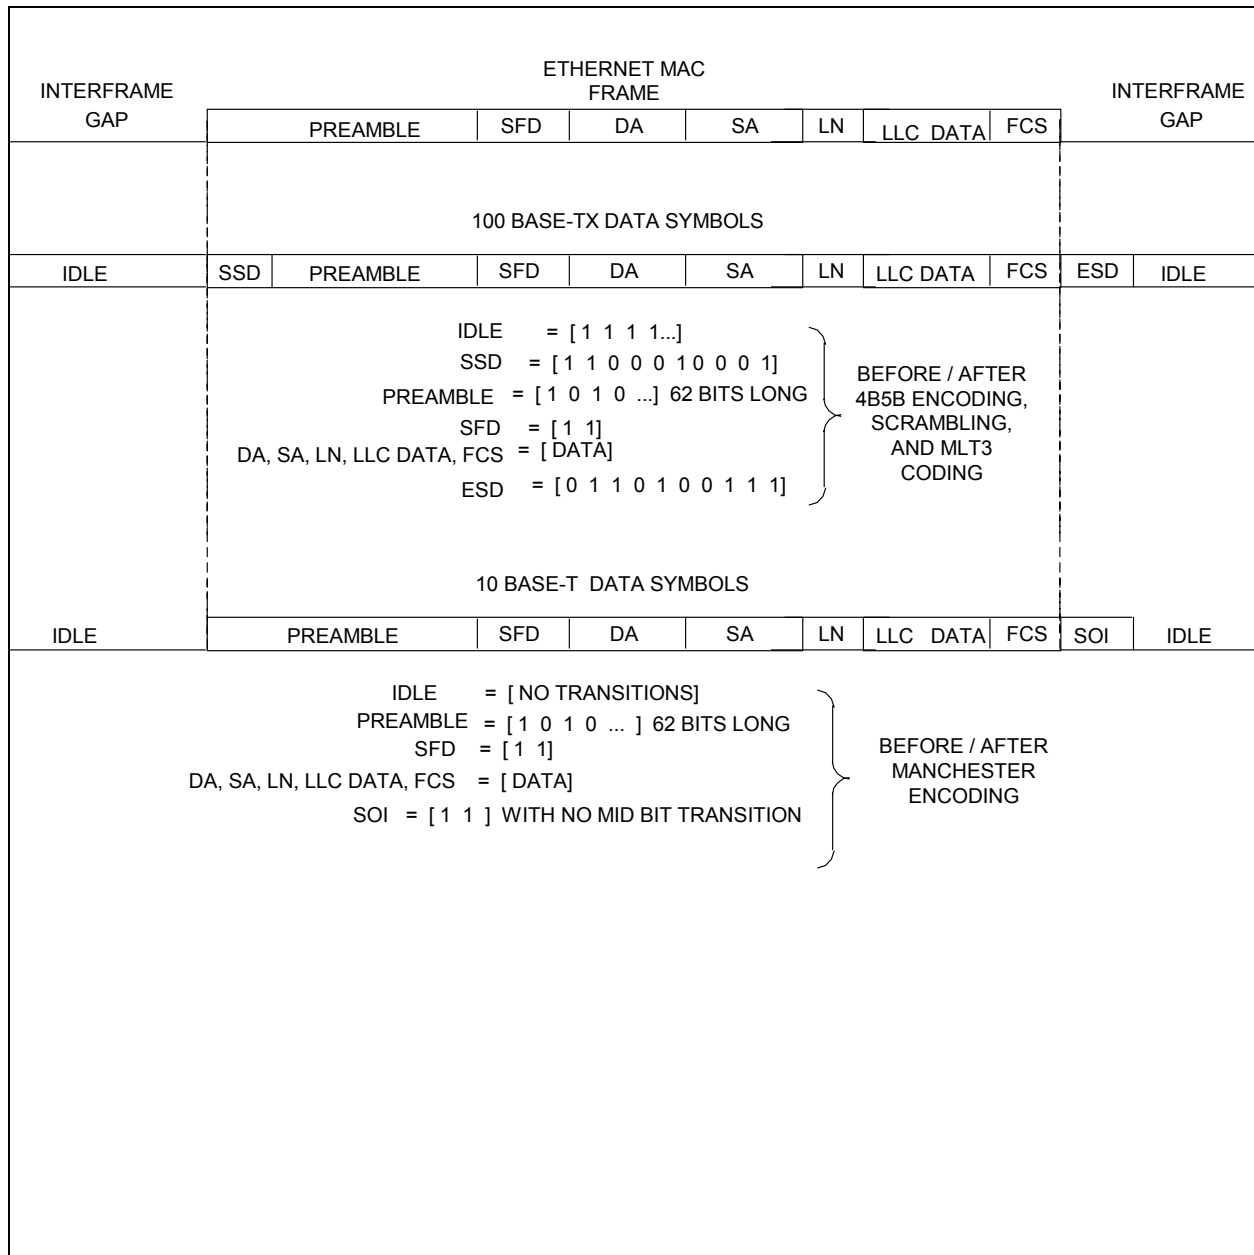 ETHERNET MAC
FRAME
INTERFRAME
GAP
INTERFRAME
GAP
PREAMBLE SFD DA SA LN LLC DATA FCS
100 BASE-TX DATA SYMBOLS
IDLE SSD PREAMBLE SFD DA SA LN LLC DATA FCS ESD IDLE
IDLE = [ 1 1 1 1...]
SSD = [ 1 1 0 0 0 1 0 0 0 1]
PREAMBLE = [ 1 0 1 0 ...] 62 BITS LONG
SFD = [ 1 1]
DA, SA, LN, LLC DATA, FCS = [ DATA]
ESD = [ 0 1 1 0 1 0 0 1 1 1]
BEFORE / AFTER
4B5B ENCODING,
SCRAMBLING,
AND MLT3
CODING
10 BASE-T DATA SYMBOLS
IDLE PREAMBLE SFD DA SA LN LLC DATA FCS SOI IDLE
IDLE = [ NO TRANSITIONS]
PREAMBLE = [ 1 0 1 0 ... ] 62 BITS LONG
SFD = [ 1 1]
DA, SA, LN, LLC DATA, FCS = [ DATA]
SOI = [ 1 1 ] WITH NO MID BIT TRANSITION
BEFORE / AFTER
MANCHESTER
ENCODING